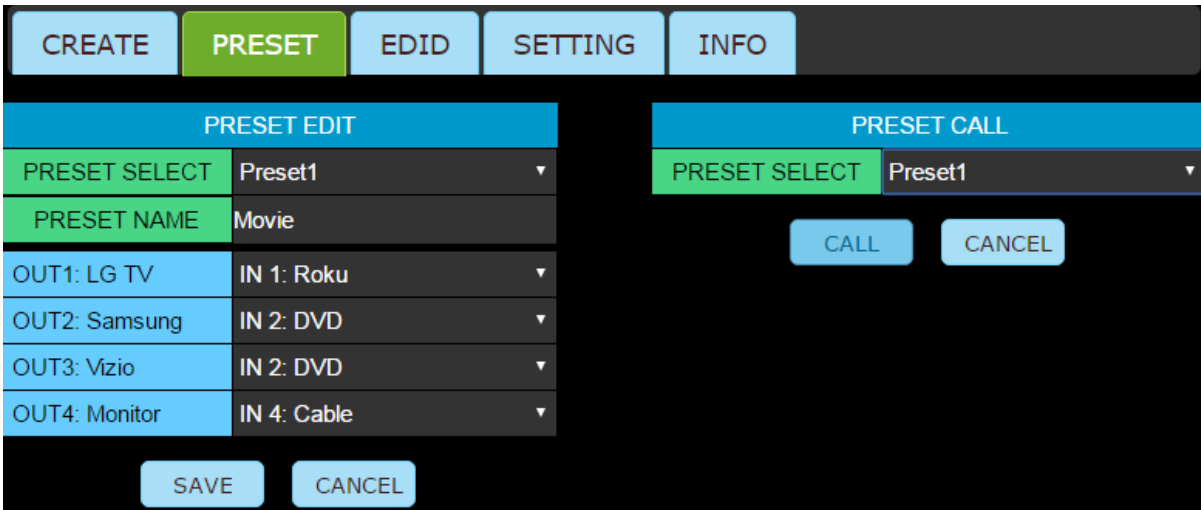 CREATE PRESET EDID SETTING INFO
PRESET EDIT
PRESET SELECT Preset1
PRESET NAME Movie
OUT1: LG TV IN 1: Roku
OUT2: Samsung IN 2: DVD
OUT3: Vizio IN 2: DVD
OUT4: Monitor IN 4: Cable
SAVE CANCEL
PRESET CALL
PRESET SELECT Preset1
CALL CANCEL